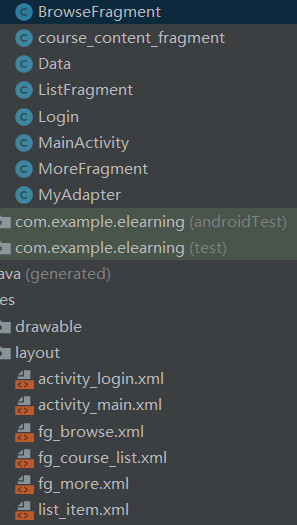 BrowseFragment
course_content_fragment
Data
ListFragment
Login
MainActivity
MoreFragment
MyAdapter
com.example.elearning (androidTest)
com.example.elearning (test)
ava (generated)
es
drawable
layout
activity_login.xml
activity_main.xml
fg_browse.xml
fg_course_list.xml
fg_more.xml
list_item.xml